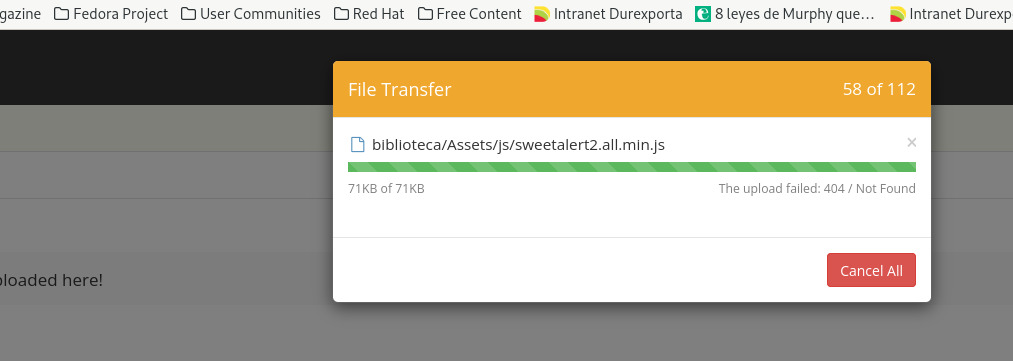 gazine Fedora Project User Communities Red Hat Free Content Intranet Durexporta 8 leyes de Murphy que... Intranet Durexp
File Transfer 58 of 112
biblioteca/Assets/js/sweetalert2.all.min.js ×
71KB of 71KB The upload failed: 404 / Not Found
ploaded here!
Cancel All